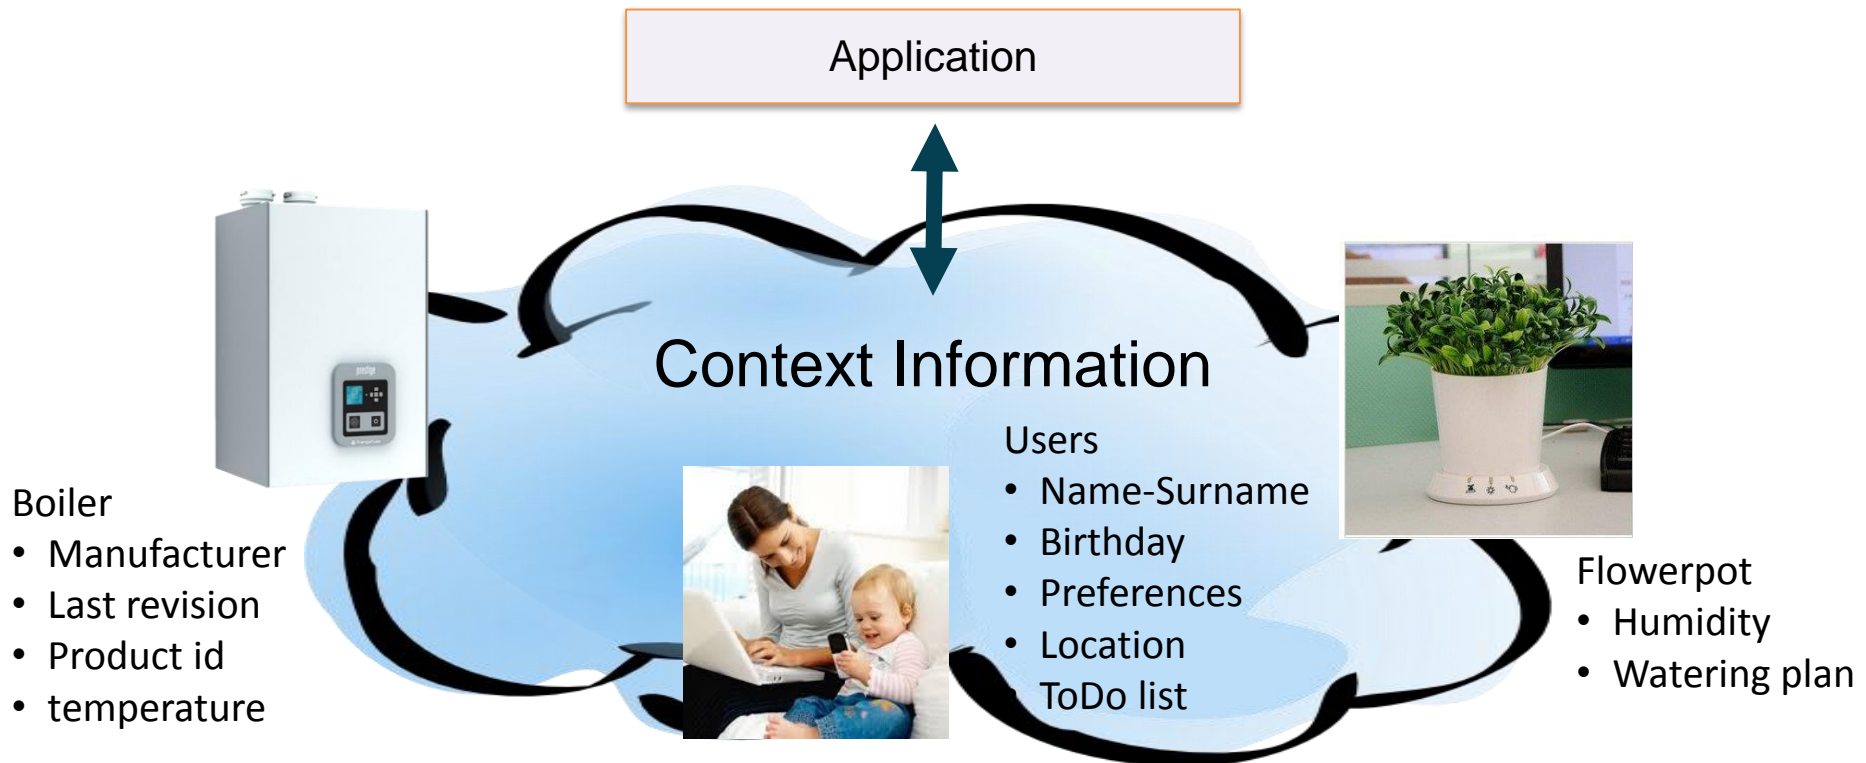 Application
Context Information
prestige
Boiler
• Manufacturer
• Last revision
• Product id
• temperature
Users
• Name-Surname
• Birthday
• Preferences
• Location
• ToDo list
Flowerpot
• Humidity
• Watering plan